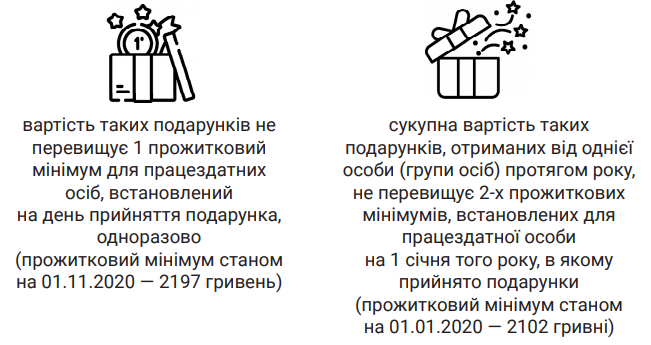 1
вартість таких подарунків не
перевищує 1 прожитковий
мінімум для працездатних
осіб, встановлений
на день прийняття подарунка,
одноразово
(прожитковий мінімум станом
на 01.11.2020 — 2197 гривень)
сукупна вартість таких
подарунків, отриманих від однієї
особи (групи осіб) протягом року,
не перевищує 2-х прожиткових
мінімумів, встановлених для
працездатної особи
на 1 січня того року, в якому
прийнято подарунки
(прожитковий мінімум станом
на 01.01.2020 — 2102 гривні)